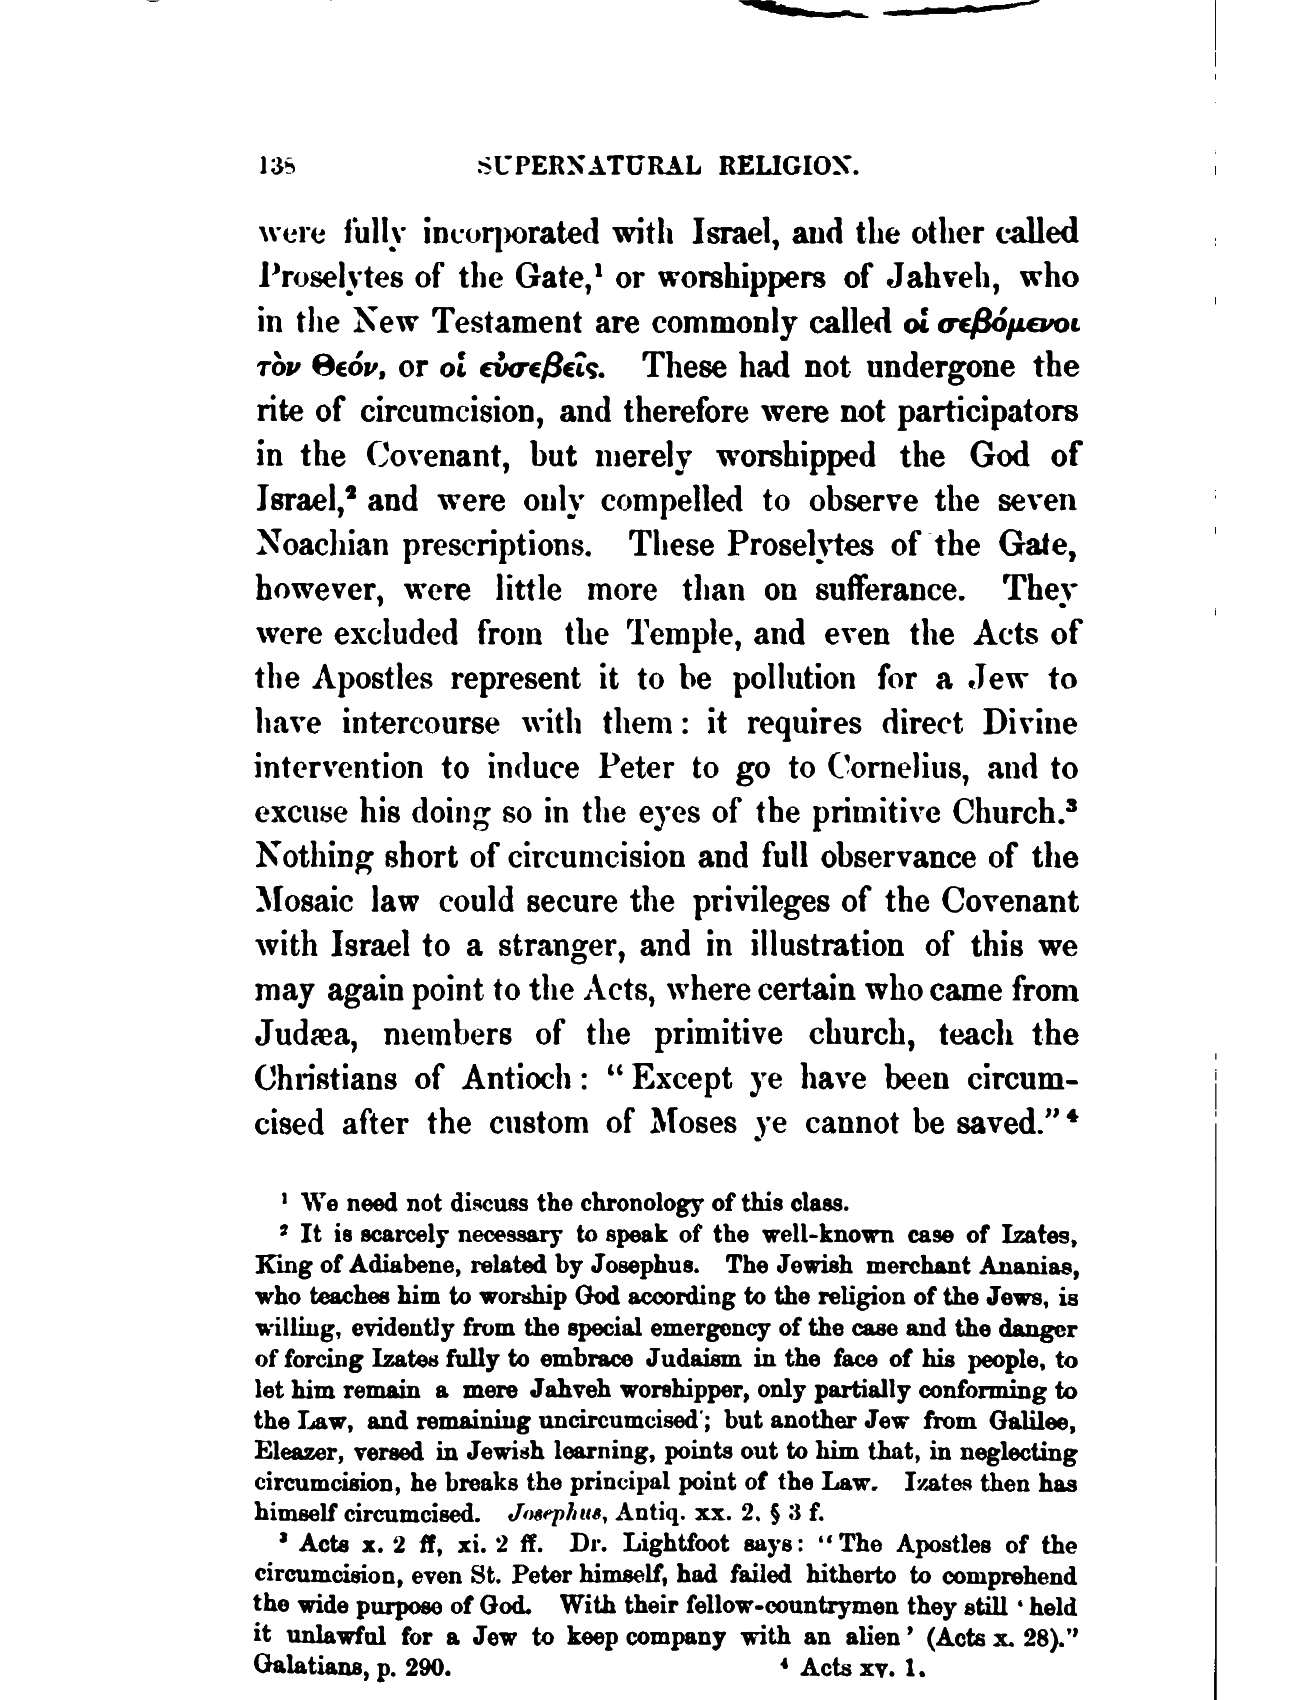 138 SUPERNATURAL RELIGION.
were fully incorporated with Israel, and the other called
Proselytes of the Gate,¹ or worshippers of Jahveh, who
in the New Testament are commonly called οἱ σεβόμενοι
τὸν Θεόν, or οἱ εὐσεβεῖς. These had not undergone the
rite of circumcision, and therefore were not participators
in the Covenant, but merely worshipped the God of
Israel,² and were only compelled to observe the seven
Noachian prescriptions. These Proselytes of the Gate,
however, were little more than on sufferance. They
were excluded from the Temple, and even the Acts of
the Apostles represent it to be pollution for a Jew to
have intercourse with them: it requires direct Divine
intervention to induce Peter to go to Cornelius, and to
excuse his doing so in the eyes of the primitive Church.³
Nothing short of circumcision and full observance of the
Mosaic law could secure the privileges of the Covenant
with Israel to a stranger, and in illustration of this we
may again point to the Acts, where certain who came from
Judæa, members of the primitive church, teach the
Christians of Antioch: "Except ye have been circum-
cised after the custom of Moses ye cannot be saved."⁴
¹ We need not discuss the chronology of this class.
² It is scarcely necessary to speak of the well-known case of Izates,
King of Adiabene, related by Josephus. The Jewish merchant Ananias,
who teaches him to worship God according to the religion of the Jews, is
willing, evidently from the special emergency of the case and the danger
of forcing Izates fully to embrace Judaism in the face of his people, to
let him remain a mere Jahveh worshipper, only partially conforming to
the Law, and remaining uncircumcised; but another Jew from Galilee,
Eleazer, versed in Jewish learning, points out to him that, in neglecting
circumcision, he breaks the principal point of the Law. Izates then has
himself circumcised. Josephus, Antiq. xx. 2. § 3 f.
³ Acts x. 2 ff, xi. 2 ff. Dr. Lightfoot says: "The Apostles of the
circumcision, even St. Peter himself, had failed hitherto to comprehend
the wide purpose of God. With their fellow-countrymen they still 'held
it unlawful for a Jew to keep company with an alien' (Acts x. 28)."
Galatians, p. 290. ⁴ Acts xv. 1.